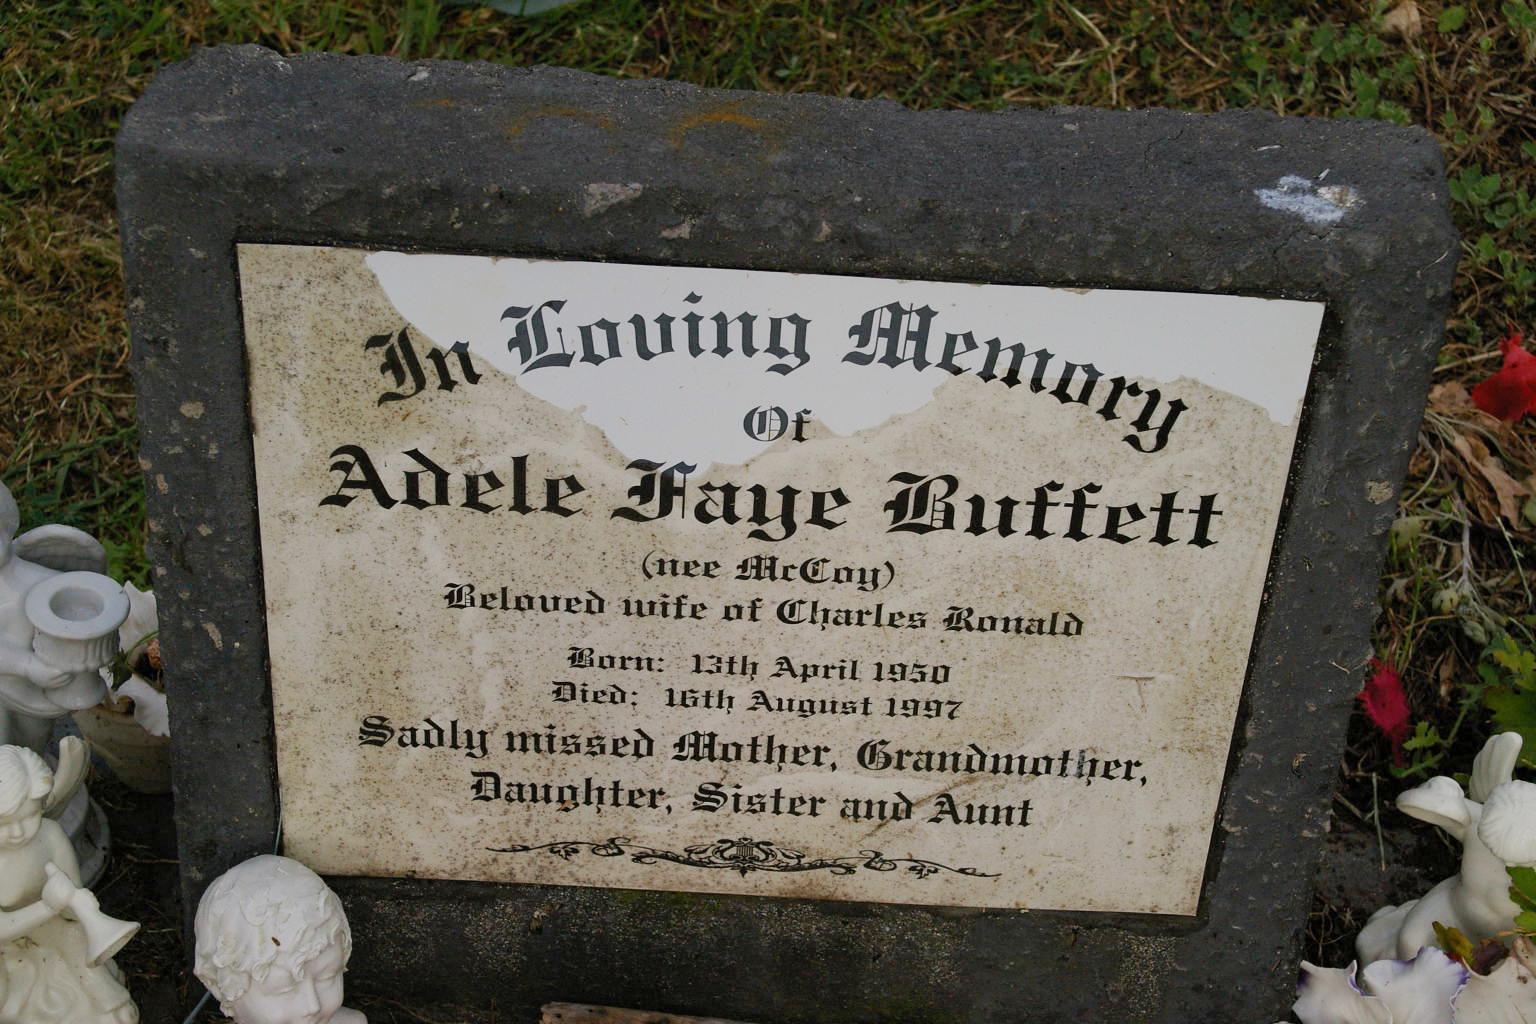 In Loving Memory
Of
Adele Faye Buffett
(nee McCoy)
Beloved wife of Charles Ronald
Born: 13th April 1950
Died: 16th August 1997
Sadly missed Mother, Grandmother,
Daughter, Sister and Aunt